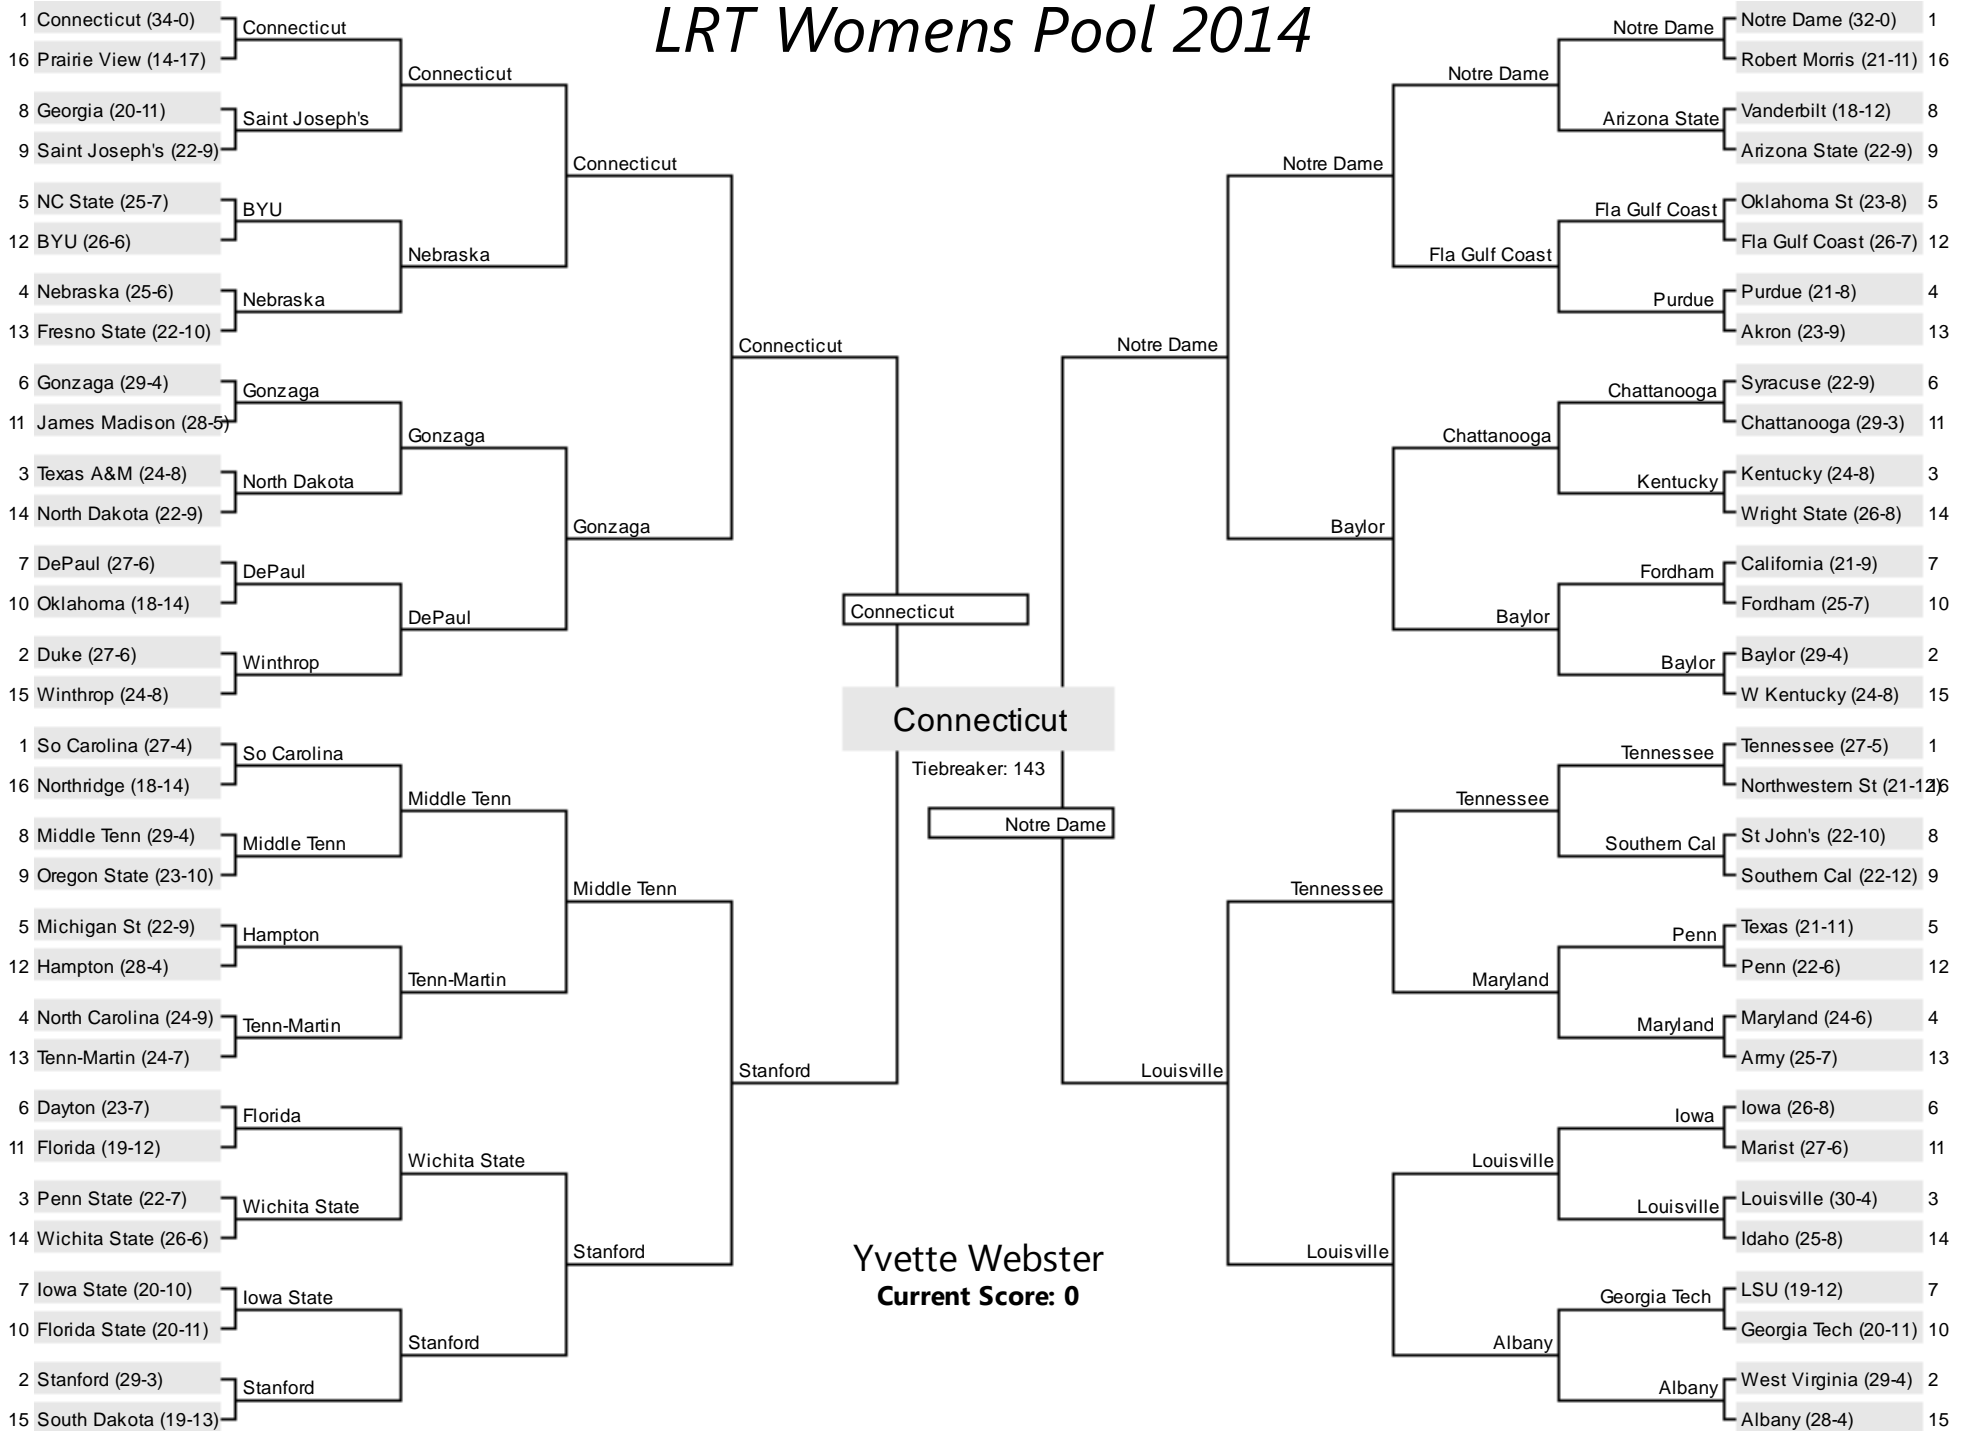 LRT Womens Pool 2014
1 Connecticut (34-0)
16 Prairie View (14-17)
8 Georgia (20-11)
9 Saint Joseph's (22-9)
5 NC State (25-7)
12 BYU (26-6)
4 Nebraska (25-6)
13 Fresno State (22-10)
6 Gonzaga (29-4)
11 James Madison (28-5)
3 Texas A&M (24-8)
14 North Dakota (22-9)
7 DePaul (27-6)
10 Oklahoma (18-14)
2 Duke (27-6)
15 Winthrop (24-8)
1 So Carolina (27-4)
16 Northridge (18-14)
8 Middle Tenn (29-4)
9 Oregon State (23-10)
5 Michigan St (22-9)
12 Hampton (28-4)
4 North Carolina (24-9)
13 Tenn-Martin (24-7)
6 Dayton (23-7)
11 Florida (19-12)
3 Penn State (22-7)
14 Wichita State (26-6)
7 Iowa State (20-10)
10 Florida State (20-11)
2 Stanford (29-3)
15 South Dakota (19-13)
Connecticut
Saint Joseph's
BYU
Nebraska
Gonzaga
North Dakota
DePaul
Winthrop
So Carolina
Middle Tenn
Hampton
Tenn-Martin
Florida
Wichita State
Iowa State
Stanford
Connecticut
Nebraska
Gonzaga
DePaul
Middle Tenn
Tenn-Martin
Wichita State
Stanford
Connecticut
Gonzaga
Middle Tenn
Stanford
Connecticut
Stanford
Connecticut
Connecticut
Tiebreaker: 143
Notre Dame
Yvette Webster
Current Score: 0
Notre Dame
Louisville
Notre Dame
Baylor
Tennessee
Louisville
Notre Dame
Fla Gulf Coast
Chattanooga
Baylor
Tennessee
Maryland
Louisville
Albany
Notre Dame
Arizona State
Fla Gulf Coast
Purdue
Chattanooga
Kentucky
Fordham
Baylor
Tennessee
Southern Cal
Penn
Maryland
Iowa
Louisville
Georgia Tech
Albany
Notre Dame (32-0) 1
Robert Morris (21-11) 16
Vanderbilt (18-12) 8
Arizona State (22-9) 9
Oklahoma St (23-8) 5
Fla Gulf Coast (26-7) 12
Purdue (21-8) 4
Akron (23-9) 13
Syracuse (22-9) 6
Chattanooga (29-3) 11
Kentucky (24-8) 3
Wright State (26-8) 14
California (21-9) 7
Fordham (25-7) 10
Baylor (29-4) 2
W Kentucky (24-8) 15
Tennessee (27-5) 1
Northwestern St (21-12) 16
St John's (22-10) 8
Southern Cal (22-12) 9
Texas (21-11) 5
Penn (22-6) 12
Maryland (24-6) 4
Army (25-7) 13
Iowa (26-8) 6
Marist (27-6) 11
Louisville (30-4) 3
Idaho (25-8) 14
LSU (19-12) 7
Georgia Tech (20-11) 10
West Virginia (29-4) 2
Albany (28-4) 15